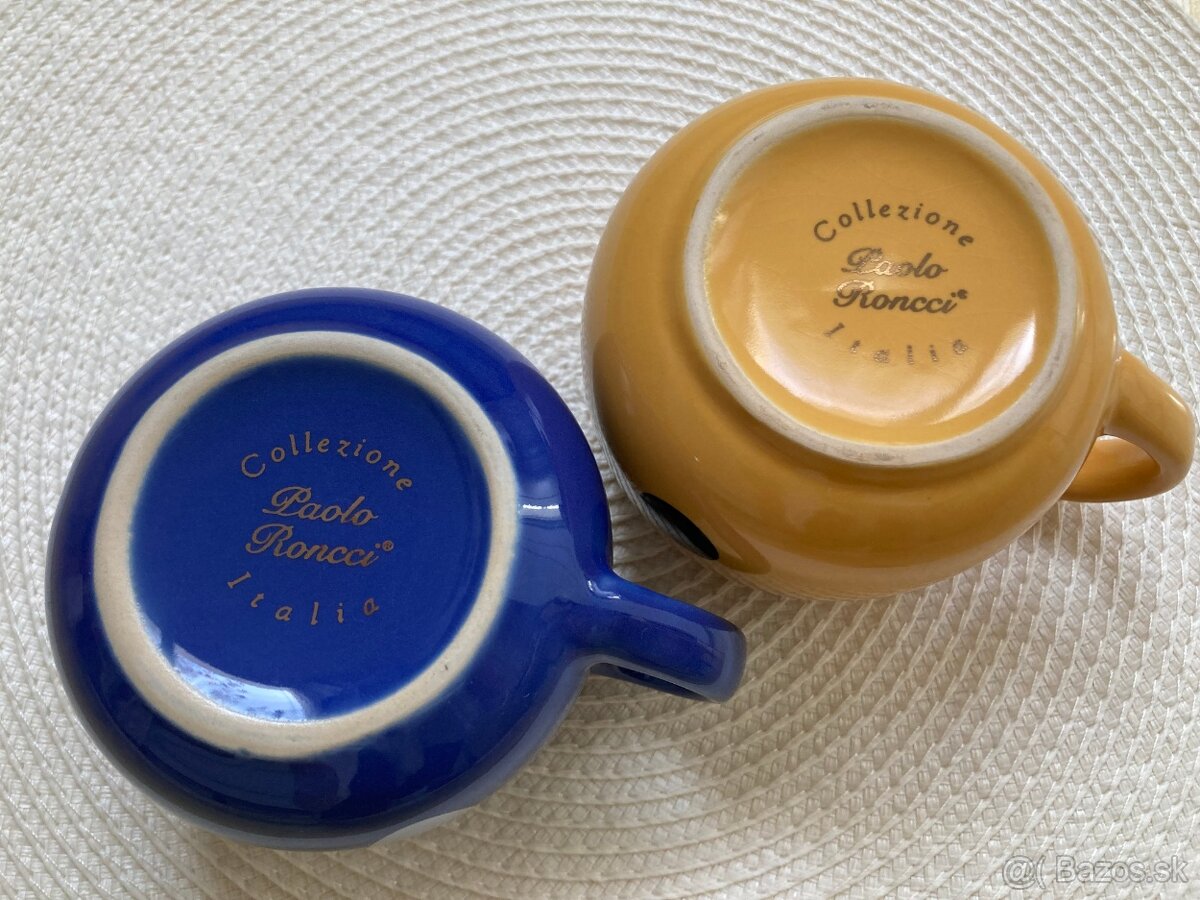 Collezione
Paolo
Roncci®
Italia
Collezione
Paolo
Roncci®
Italia
@( Bazos.sk